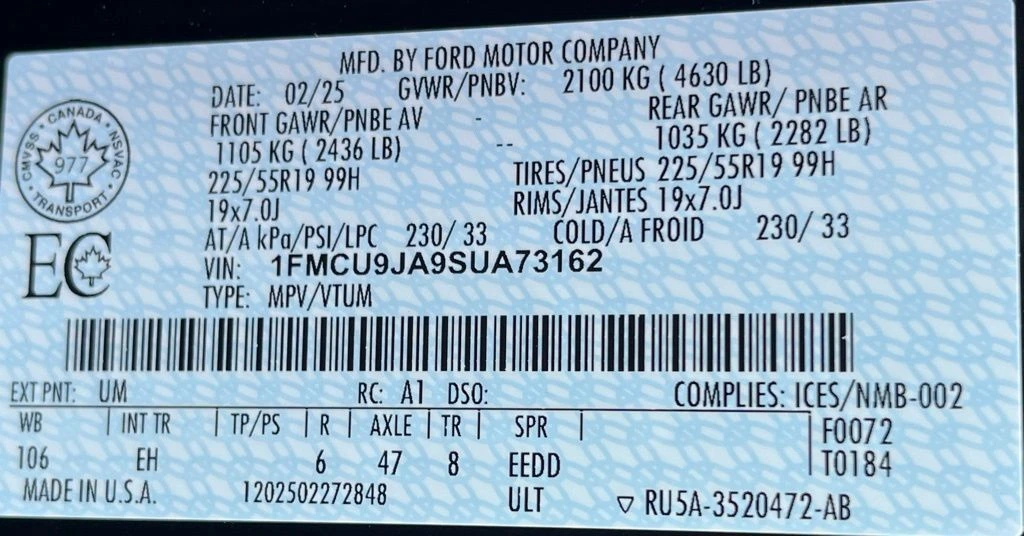 MFD. BY FORD MOTOR COMPANY
DATE: 02/25 GVWR/PNBV: 2100 KG ( 4630 LB)
FRONT GAWR/PNBE AV - REAR GAWR/ PNBE AR
1105 KG ( 2436 LB) -- 1035 KG ( 2282 LB)
225/55R19 99H TIRES/PNEUS 225/55R19 99H
19x7.0J RIMS/JANTES 19x7.0J
AT/A kPa/PSI/LPC 230/ 33 COLD/A FROID 230/ 33
VIN: 1FMCU9JA9SUA73162
TYPE: MPV/VTUM
CANADA
CMVSS · NSVAC
977
TRANSPORT
EC
EXT PNT: UM RC: A1 DSO: COMPLIES: ICES/NMB-002
WB | INT TR | TP/PS | R | AXLE | TR | SPR | F0072
106 EH 6 47 8 EEDD T0184
MADE IN U.S.A. 1202502272848 ULT ▽ RU5A-3520472-AB